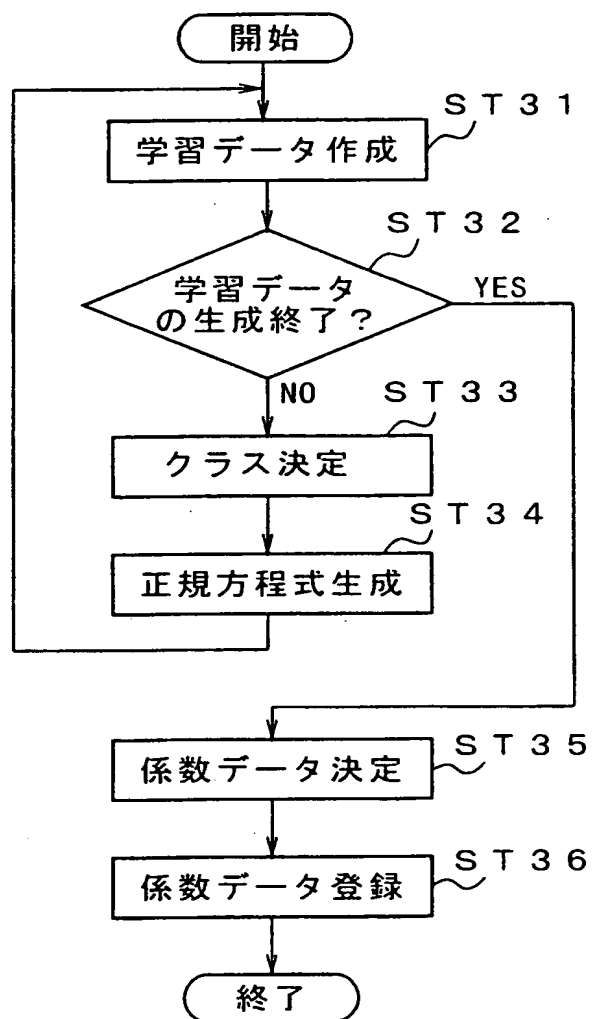 開始
ST31
学習データ作成
ST32
学習データ
の生成終了?
YES
NO
ST33
クラス決定
ST34
正規方程式生成
ST35
係数データ決定
ST36
係数データ登録
終了